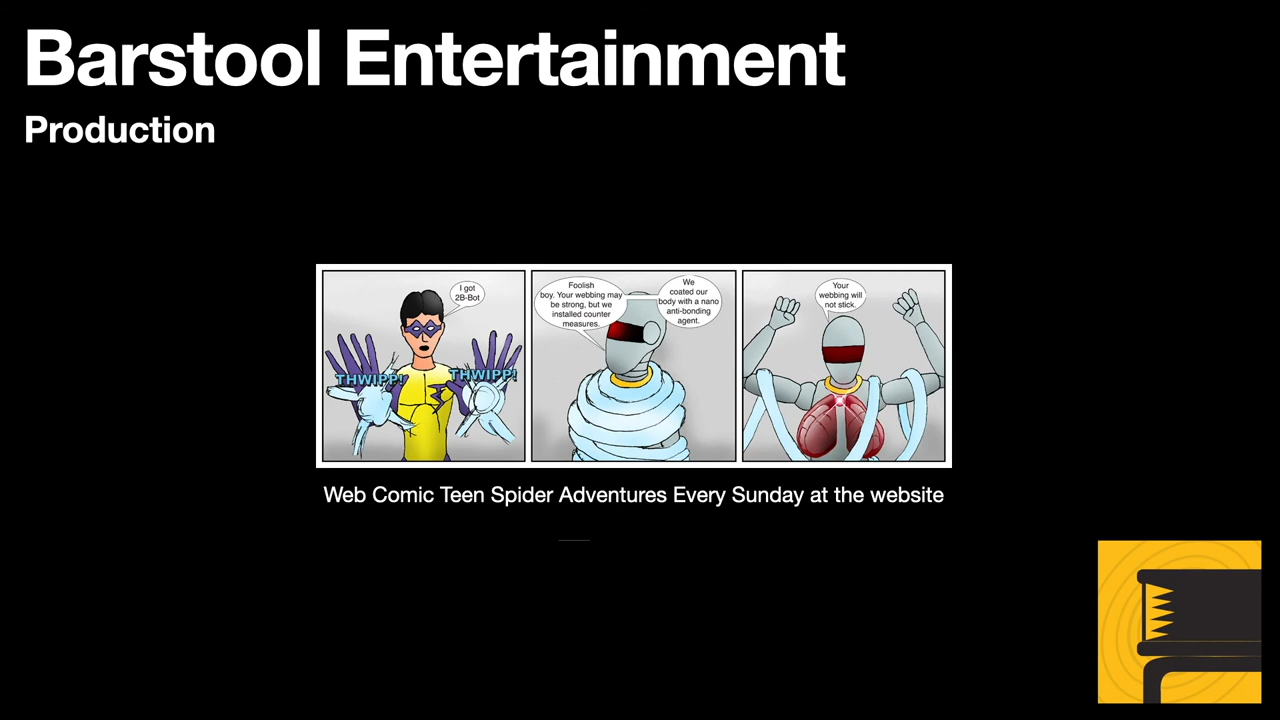 Barstool Entertainment
Production
I got
2B-Bot
THWIPP!
THWIPP!
Foolish
boy. Your webbing may
be strong, but we
installed counter
measures.
We
coated our
body with a nano
anti-bonding
agent.
Your
webbing will
not stick.
Web Comic Teen Spider Adventures Every Sunday at the website